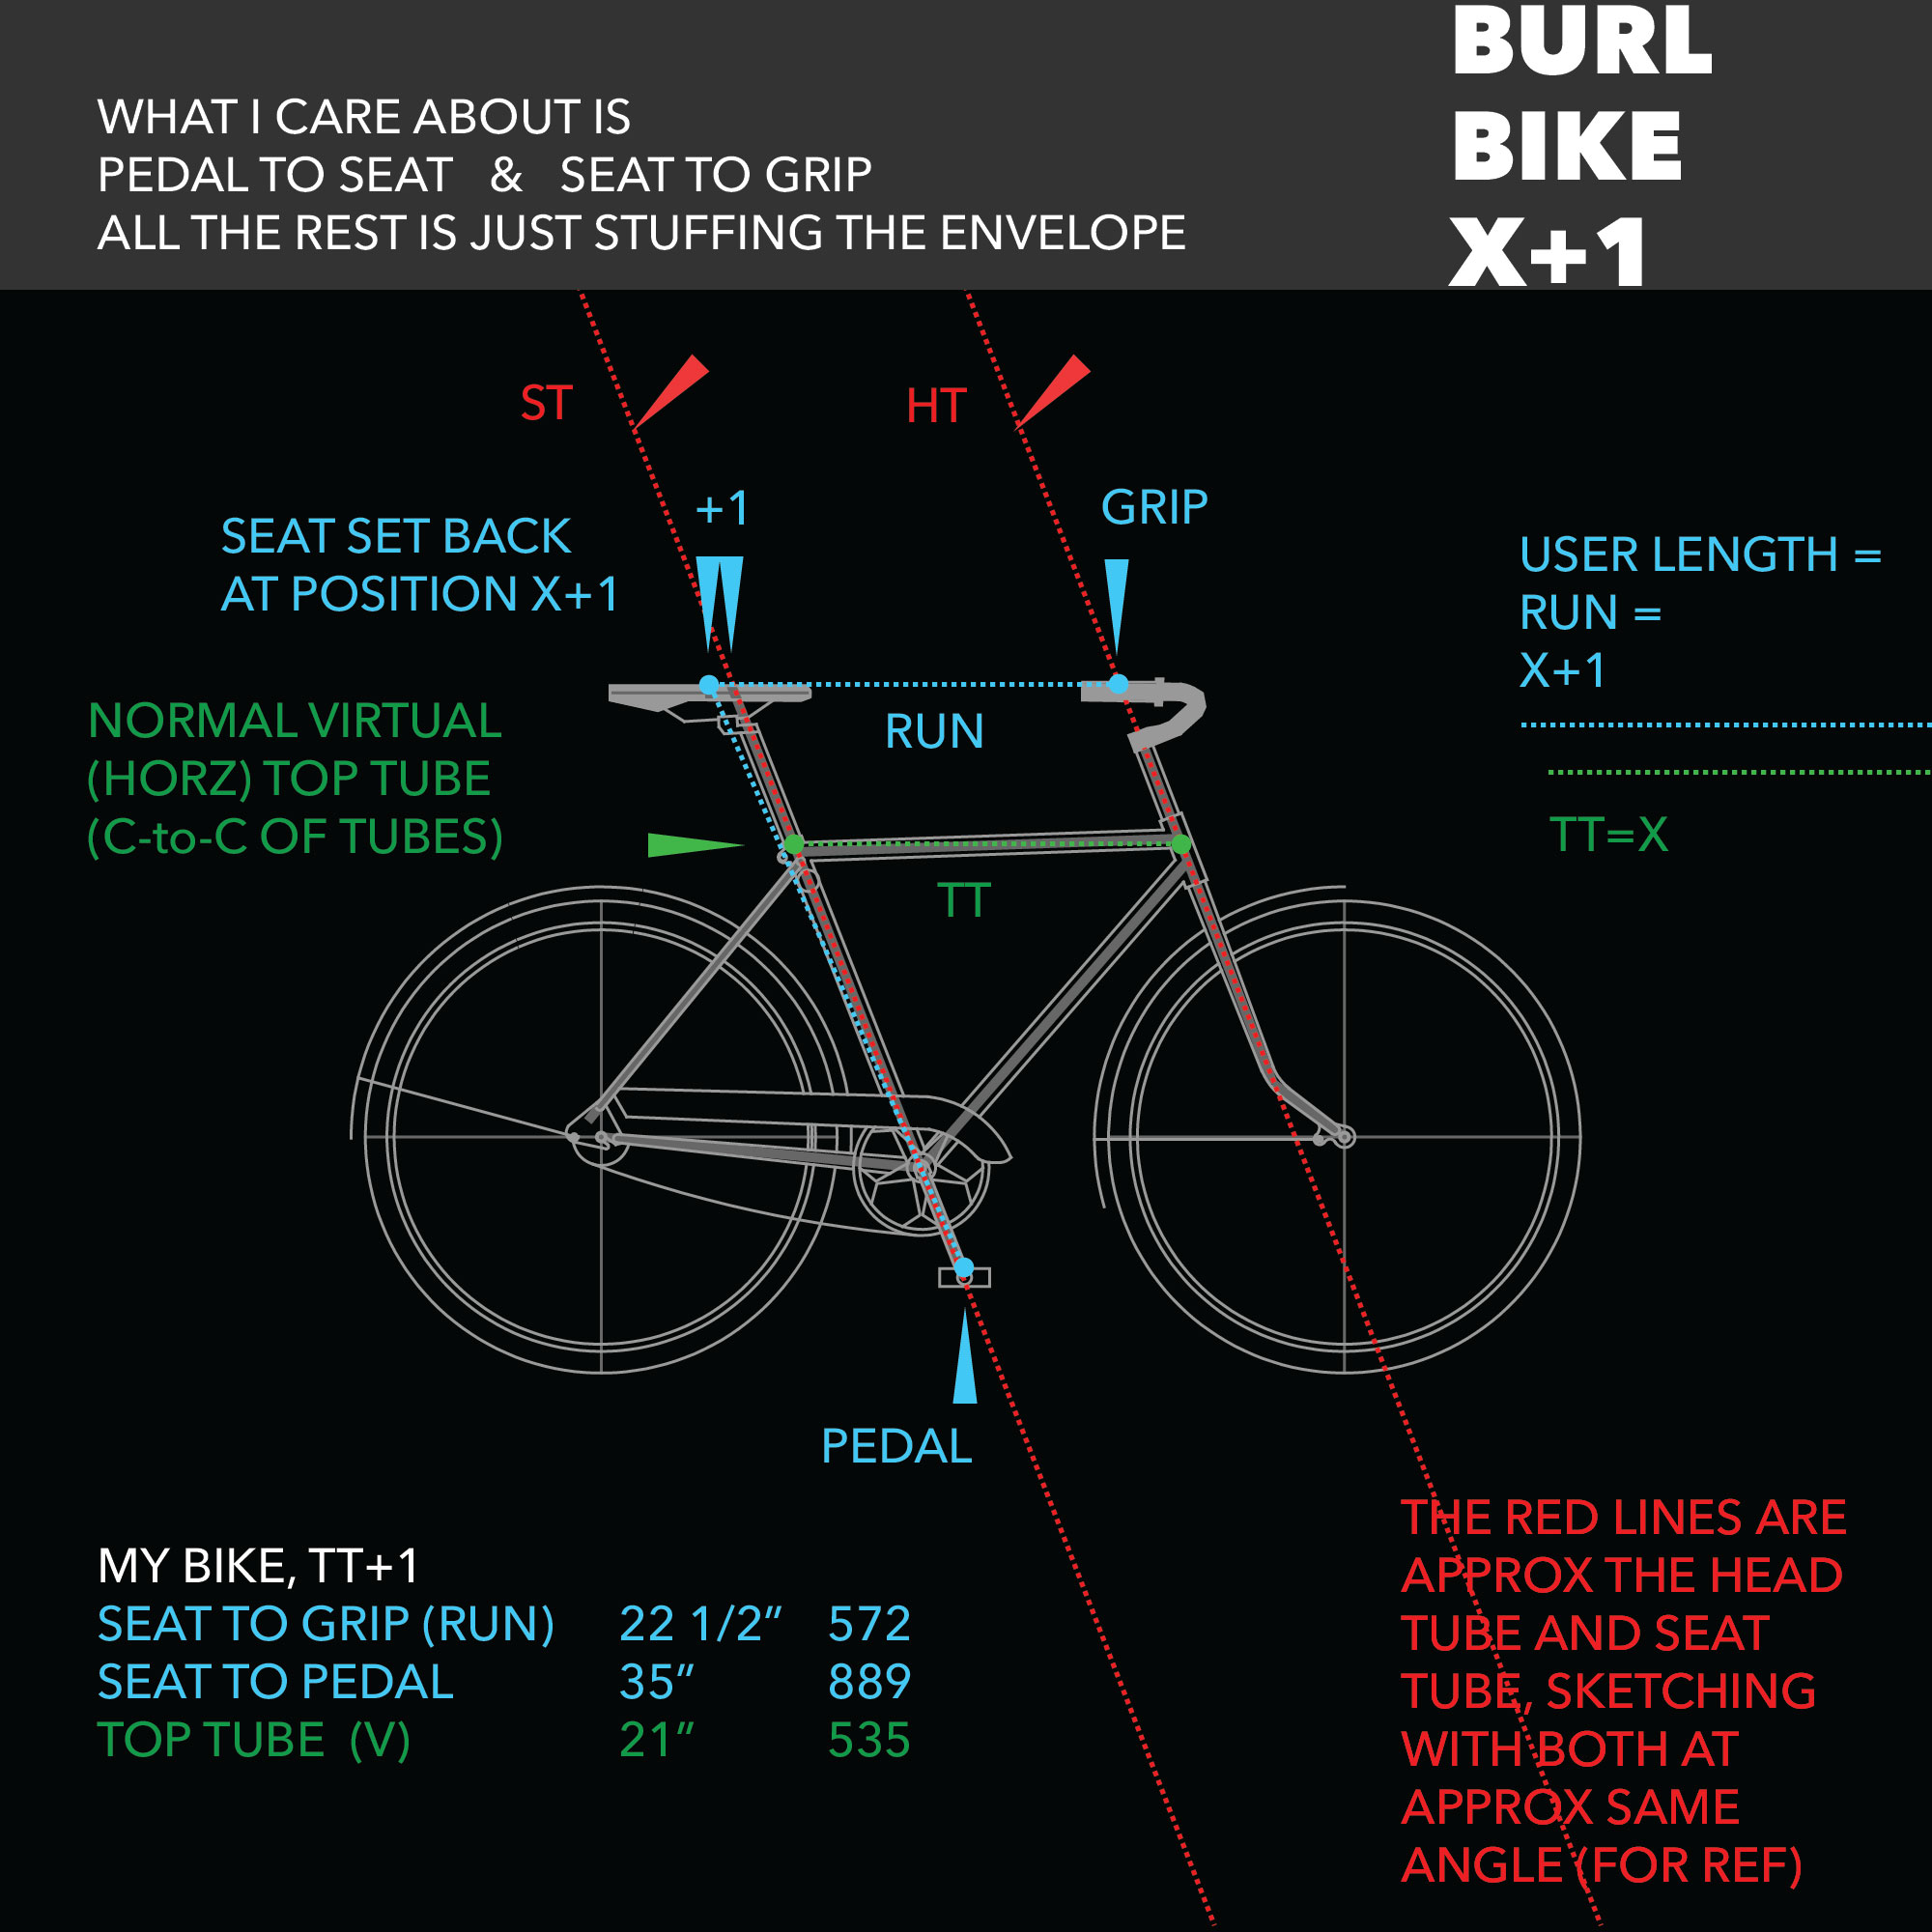 WHAT I CARE ABOUT IS
PEDAL TO SEAT & SEAT TO GRIP
ALL THE REST IS JUST STUFFING THE ENVELOPE
BURL
BIKE
X+1
ST
HT
+1
GRIP
SEAT SET BACK
AT POSITION X+1
USER LENGTH =
RUN =
X+1
NORMAL VIRTUAL
(HORZ) TOP TUBE
(C-to-C OF TUBES)
RUN
TT=X
TT
PEDAL
MY BIKE, TT+1
SEAT TO GRIP (RUN) 22 1/2" 572
SEAT TO PEDAL 35" 889
TOP TUBE (V) 21" 535
THE RED LINES ARE
APPROX THE HEAD
TUBE AND SEAT
TUBE, SKETCHING
WITH BOTH AT
APPROX SAME
ANGLE (FOR REF)